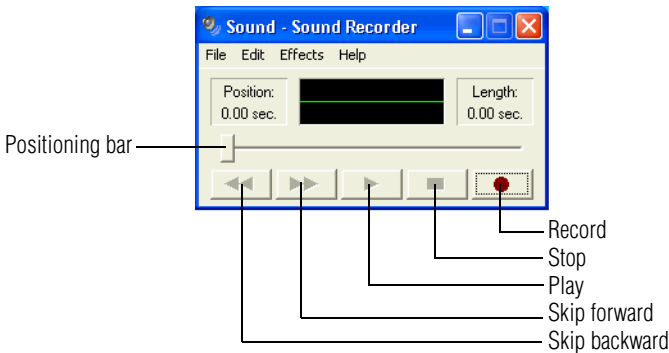 Sound - Sound Recorder
File Edit Effects Help
Position: Length:
0.00 sec. 0.00 sec.
Positioning bar
Record
Stop
Play
Skip forward
Skip backward